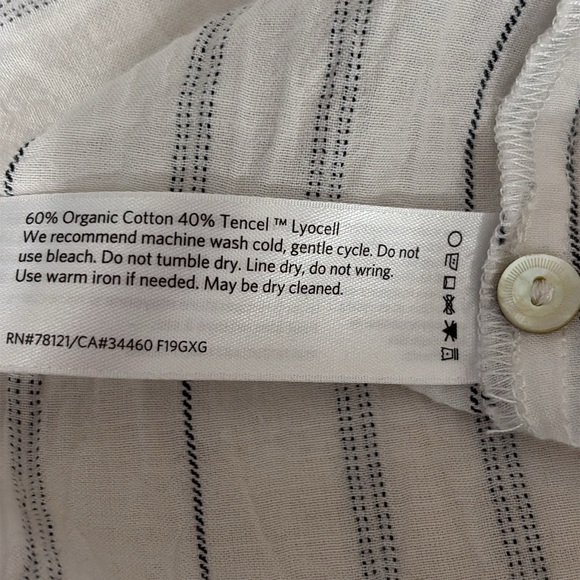 60% Organic Cotton 40% Tencel ™ Lyocell
We recommend machine wash cold, gentle cycle. Do not
use bleach. Do not tumble dry. Line dry, do not wring.
Use warm iron if needed. May be dry cleaned.
RN#78121/CA#34460 F19GXG